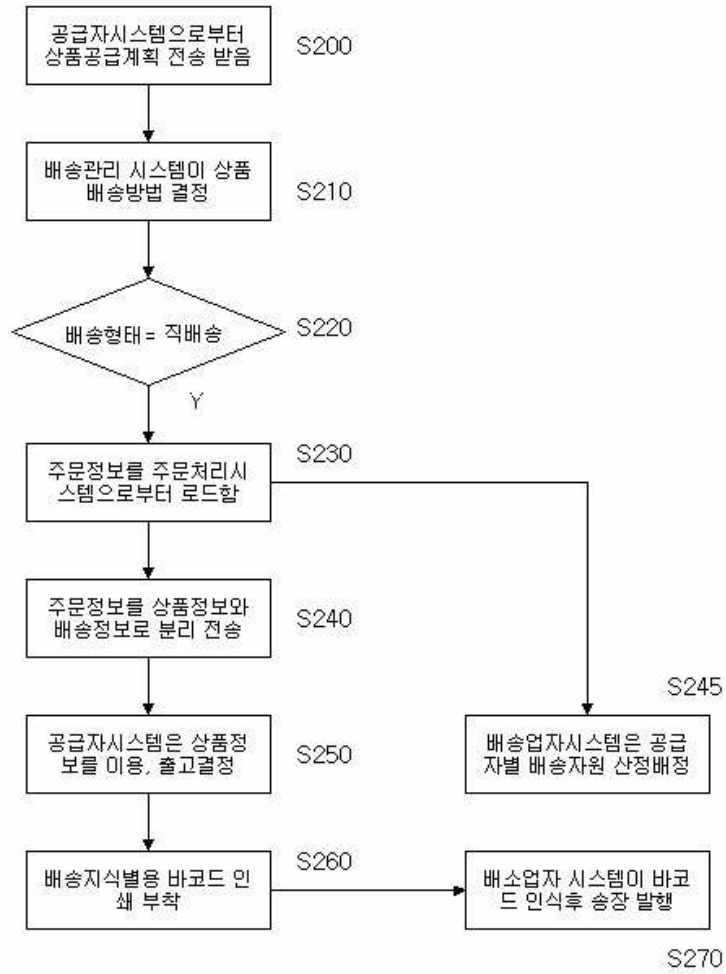 공급자시스템으로부터
상품공급계획 전송 받음
S200
배송관리 시스템이 상품
배송방법 결정
S210
배송형태= 직배송
S220
Y
주문정보를 주문처리시
스템으로부터 로드함
S230
주문정보를 상품정보와
배송정보로 분리 전송
S240
S245
공급자시스템은 상품정
보를 이용, 출고결정
S250
배송업자시스템은 공급
자별 배송자원 산정배정
배송지식별용 바코드 인
쇄 부착
S260
배소업자 시스템이 바코
드 인식후 송장 발행
S270